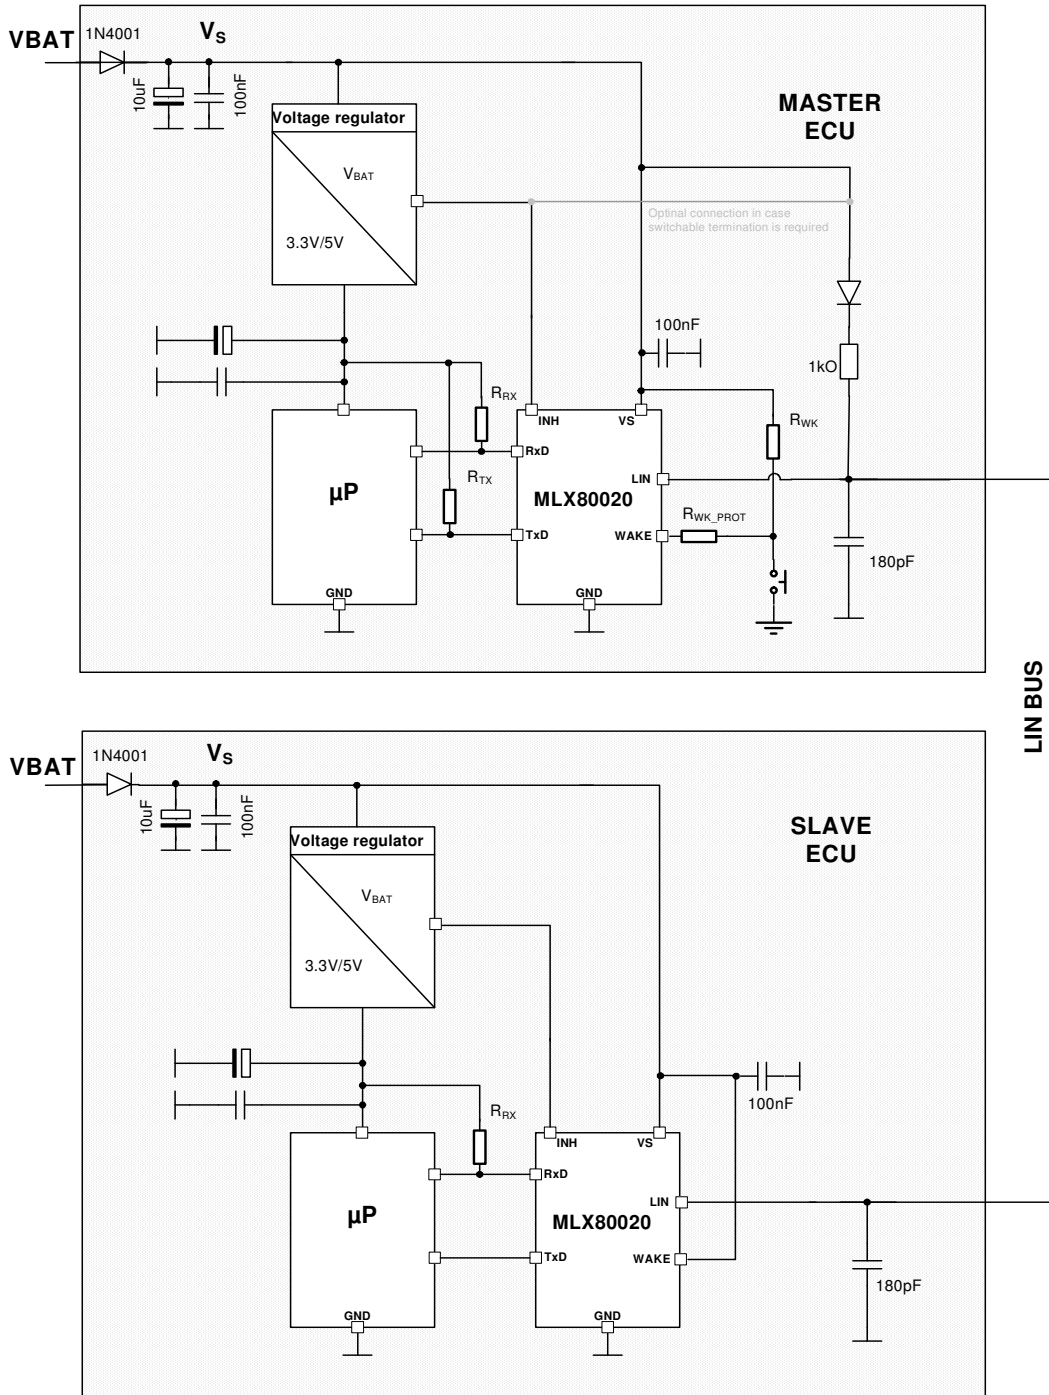 VBAT
1N4001
VS
10uF
100nF
Voltage regulator
VBAT
3.3V/5V
MASTER
ECU
Optinal connection in case
switchable termination is required
100nF
1kO
RRX
RWK
INH
VS
RxD
RTX
µP
MLX80020
LIN
RWK_PROT
TxD
WAKE
180pF
GND
GND
LIN BUS
VBAT
1N4001
VS
10uF
100nF
Voltage regulator
VBAT
3.3V/5V
SLAVE
ECU
100nF
RRX
INH
VS
RxD
LIN
µP
MLX80020
TxD
WAKE
180pF
GND
GND